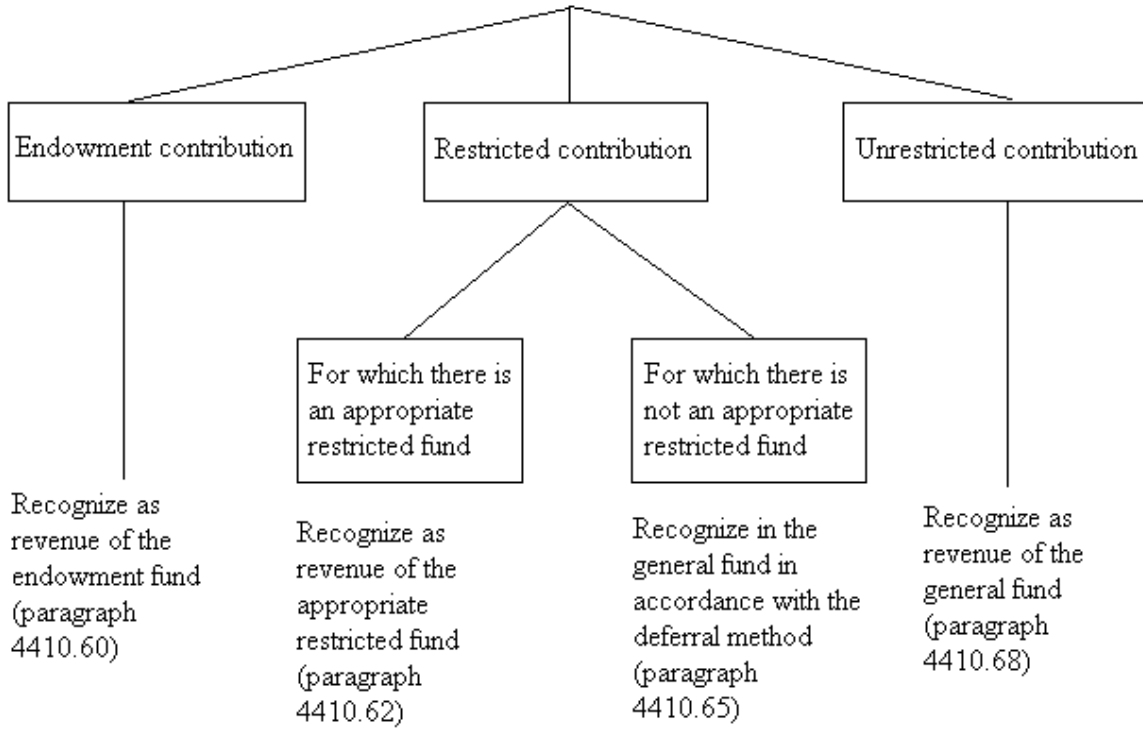 Endowment contribution
Restricted contribution
Unrestricted contribution
For which there is
an appropriate
restricted fund
For which there is
not an appropriate
restricted fund
Recognize as
revenue of the
endowment fund
(paragraph
4410.60)
Recognize as
revenue of the
appropriate
restricted fund
(paragraph
4410.62)
Recognize in the
general fund in
accordance with the
deferral method
(paragraph
4410.65)
Recognize as
revenue of the
general fund
(paragraph
4410.68)